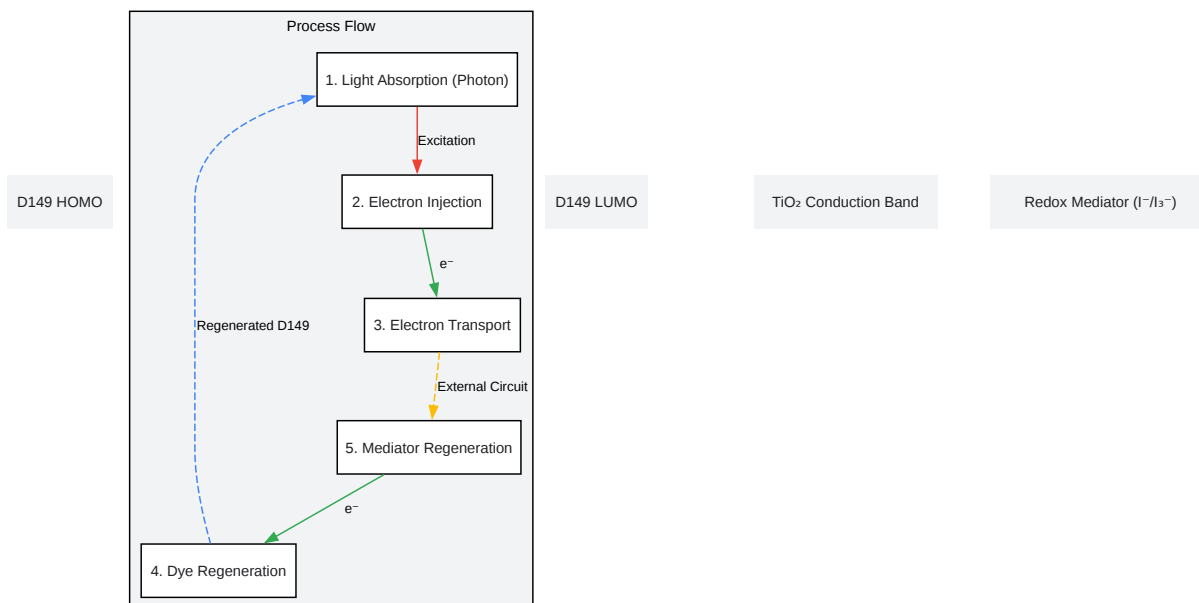 Process Flow
1. Light Absorption (Photon)
Excitation
D149 HOMO
2. Electron Injection
D149 LUMO
TiO₂ Conduction Band
Redox Mediator (I⁻/I₃⁻)
e⁻
Regenerated D149
3. Electron Transport
External Circuit
5. Mediator Regeneration
e⁻
4. Dye Regeneration